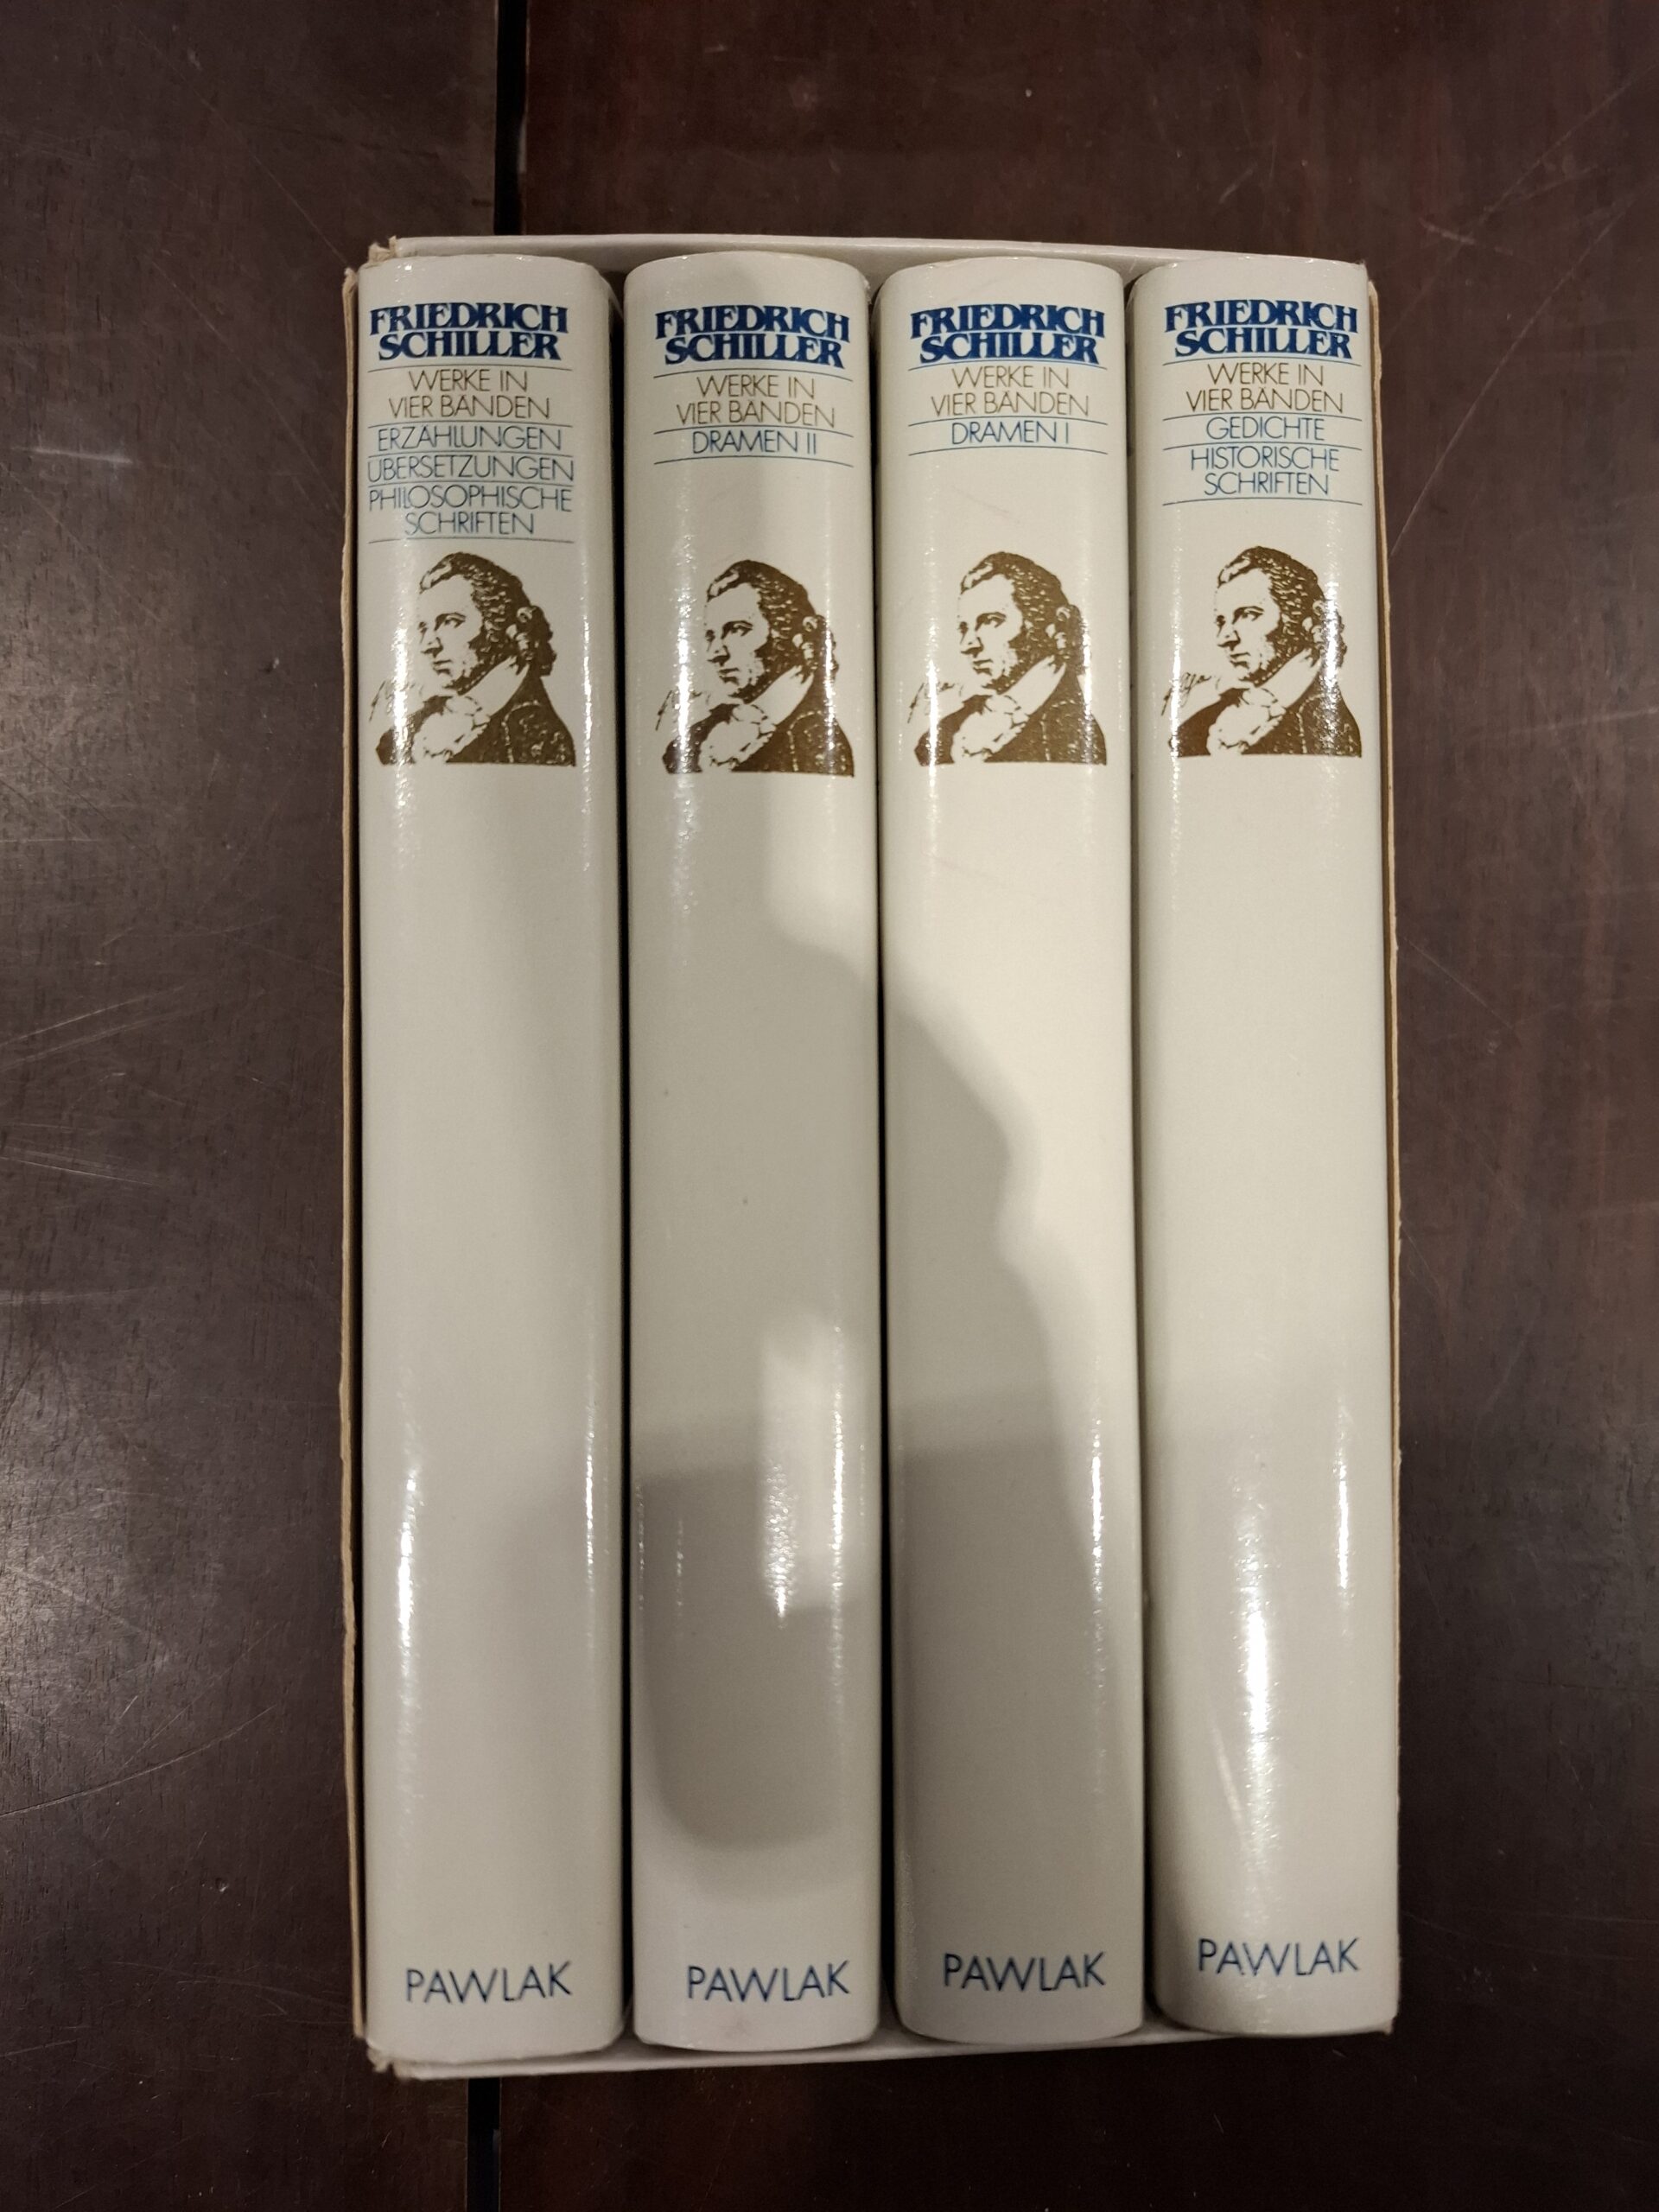 FRIEDRICH
SCHILLER
WERKE IN
VIER BÄNDEN
ERZÄHLUNGEN
ÜBERSETZUNGEN
PHILOSOPHISCHE
SCHRIFTEN
PAWLAK
FRIEDRICH
SCHILLER
WERKE IN
VIER BÄNDEN
DRAMEN II
PAWLAK
FRIEDRICH
SCHILLER
WERKE IN
VIER BÄNDEN
DRAMEN I
PAWLAK
FRIEDRICH
SCHILLER
WERKE IN
VIER BÄNDEN
GEDICHTE
HISTORISCHE
SCHRIFTEN
PAWLAK